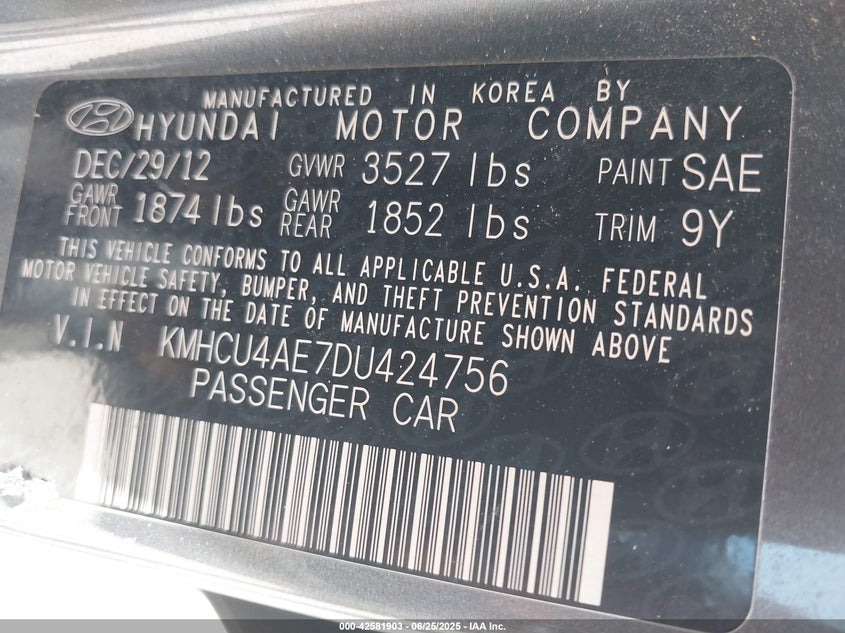 MANUFACTURED IN KOREA BY
HYUNDAI MOTOR COMPANY
DEC/29/12 GVWR 3527 lbs PAINT SAE
GAWR FRONT 1874 lbs GAWR REAR 1852 lbs TRIM 9Y
THIS VEHICLE CONFORMS TO ALL APPLICABLE U.S.A. FEDERAL
MOTOR VEHICLE SAFETY, BUMPER, AND THEFT PREVENTION STANDARDS
IN EFFECT ON THE DATE OF MANUFACTURE SHOWN ABOVE
V.I.N KMHCU4AE7DU424756
PASSENGER CAR
000-42581903 - 06/25/2025 - IAA Inc.